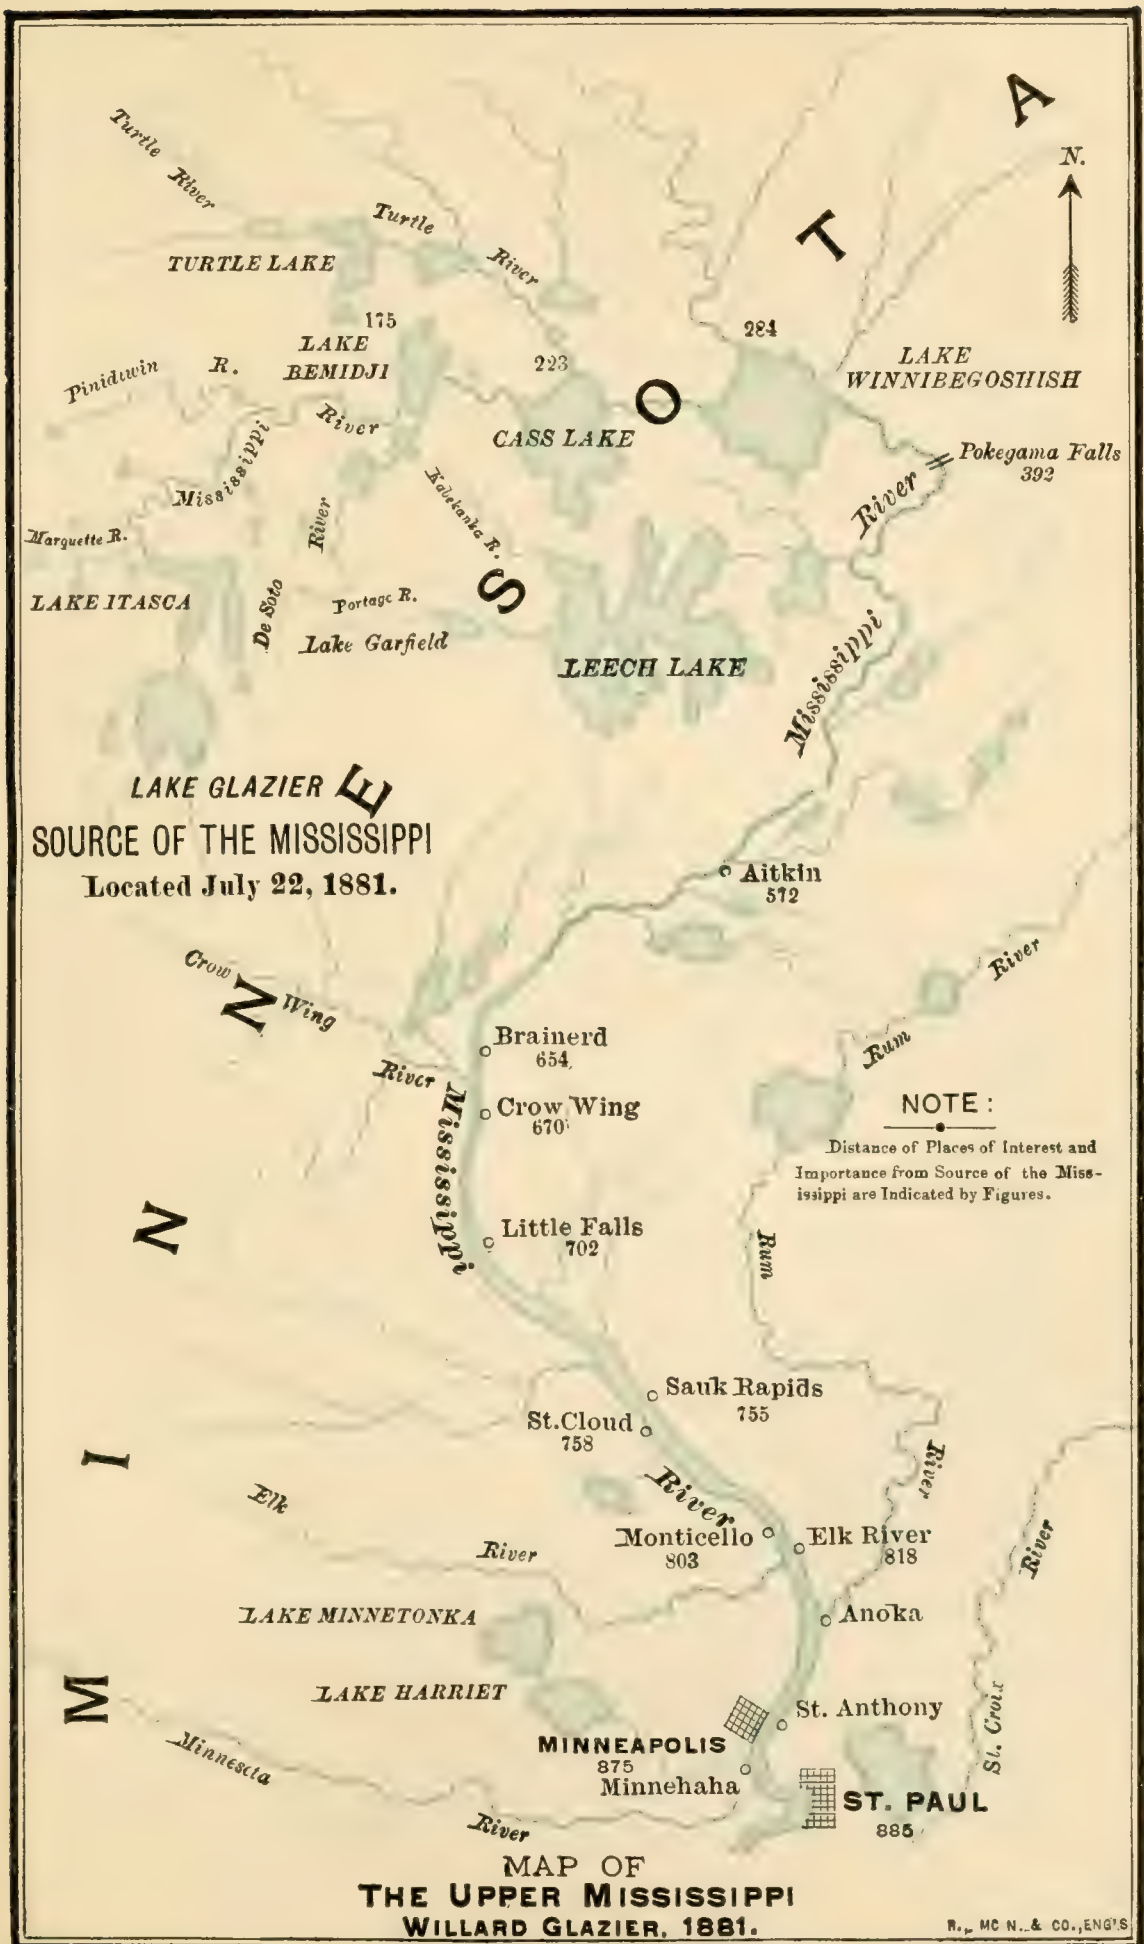 A
N.
T
Turtle River
Turtle River
TURTLE LAKE
175
LAKE
BEMIDJI
223
284
LAKE
WINNIBEGOSHISH
Pinidiwin R.
O
River
CASS LAKE
Mississippi
Pokegama Falls
392
River
Kabekanka R.
River
Marquette R.
S
LAKE ITASCA
De Soto
Portage R.
Lake Garfield
LEECH LAKE
Mississippi
LAKE GLAZIER
E
SOURCE OF THE MISSISSIPPI
Located July 22, 1881.
Aitkin
572
Crow Wing River
N
River
Rum
Brainerd
654
Mississippi
Crow Wing
670
NOTE:
Distance of Places of Interest and
Importance from Source of the Miss-
issippi are Indicated by Figures.
N
Little Falls
702
Rum
Sauk Rapids
755
St. Cloud
758
I
River
River
Elk River
Monticello
803
Elk River
818
River
LAKE MINNETONKA
Anoka
M
LAKE HARRIET
St. Anthony
St. Croix
Minnesota River
MINNEAPOLIS
875
Minnehaha
ST. PAUL
885
MAP OF
THE UPPER MISSISSIPPI
WILLARD GLAZIER, 1881.
R., MC N. & CO., ENG'S